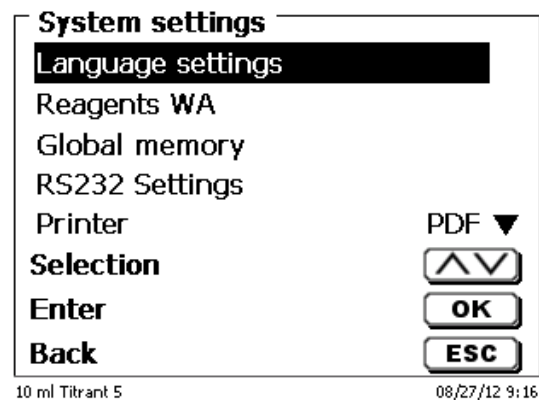 System settings
Language settings
Reagents WA
Global memory
RS232 Settings
Printer PDF ▼
Selection
Enter OK
Back ESC
10 ml Titrant 5 08/27/12 9:16